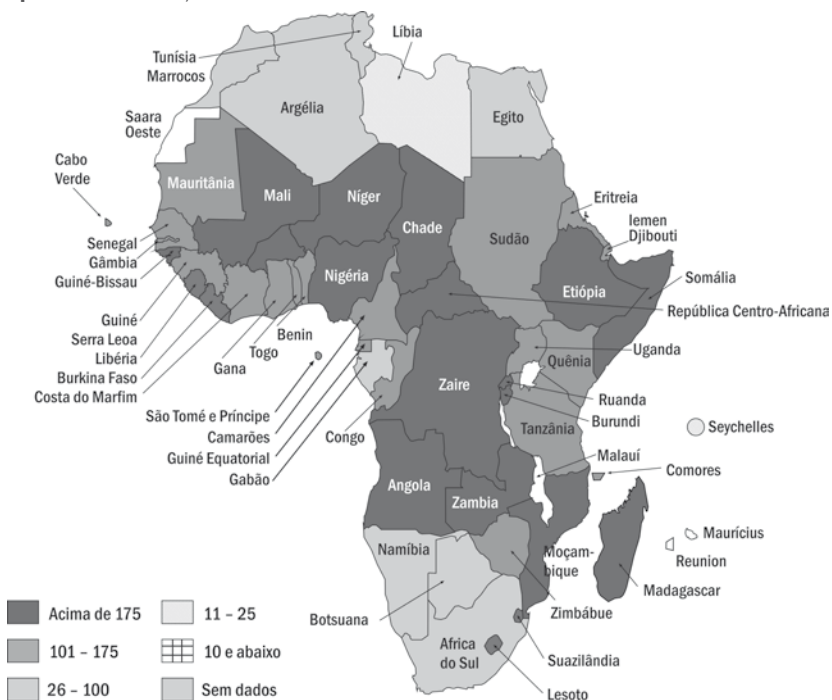 Tunísia
Marrocos
Líbia
Argélia
Egito
Saara
Oeste
Cabo
Verde
Mauritânia
Mali
Níger
Chade
Sudão
Eritreia
Iemen
Djibouti
Senegal
Gâmbia
Guiné-Bissau
Nigéria
Etiópia
Somália
República Centro-Africana
Guiné
Serra Leoa
Libéria
Burkina Faso
Costa do Marfim
Gana
Togo
Benin
Uganda
Quênia
São Tomé e Príncipe
Camarões
Guiné Equatorial
Gabão
Congo
Zaire
Ruanda
Burundi
Tanzânia
Seychelles
Malauí
Comores
Angola
Zambia
Namíbia
Moçam-
bique
Maurícius
Reunion
Madagascar
Botsuana
Zimbábue
Africa
do Sul
Suazilândia
Lesoto
Acima de 175
101 – 175
26 – 100
11 – 25
10 e abaixo
Sem dados